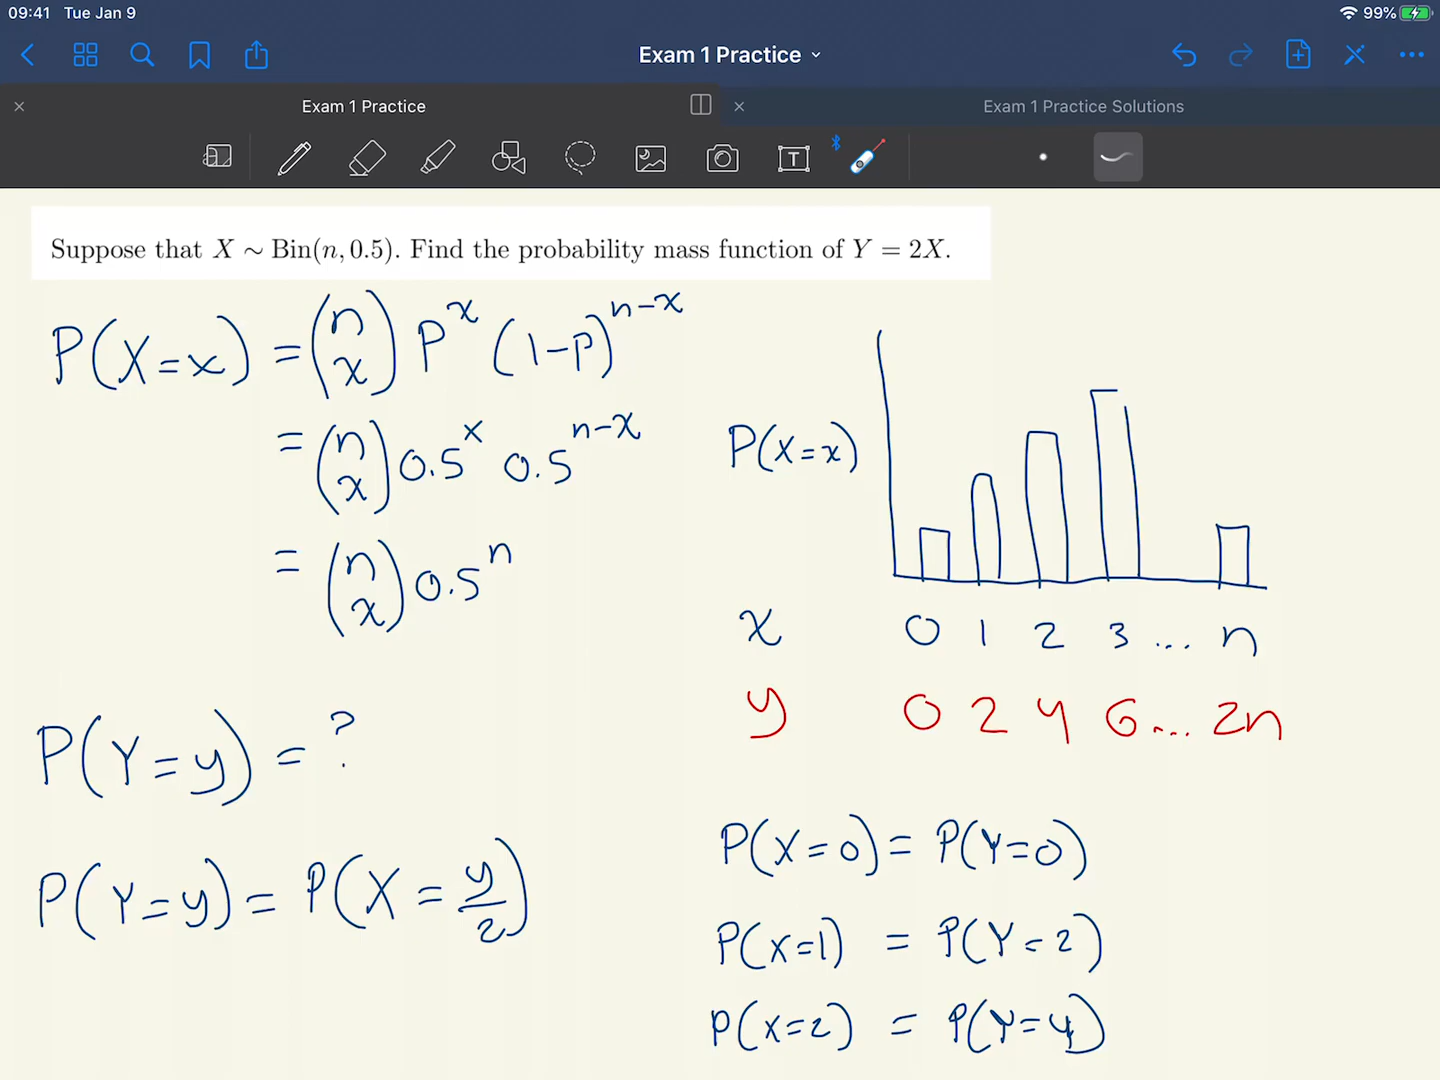 09:41 Tue Jan 9
99%
Exam 1 Practice
Exam 1 Practice
Exam 1 Practice Solutions
T
Suppose that X ∼ Bin(n, 0.5). Find the probability mass function of Y = 2X.
P(X=x) = (n x) p^x (1-p)^{n-x}
= (n x) 0.5^x 0.5^{n-x}
= (n x) 0.5^n
P(Y=y) = ?
P(Y=y) = P(X = y/2)
P(X=x)
x 0 1 2 3 ... n
y 0 2 4 6 ... 2n
P(X=0) = P(Y=0)
P(X=1) = P(Y=2)
P(X=2) = P(Y=4)